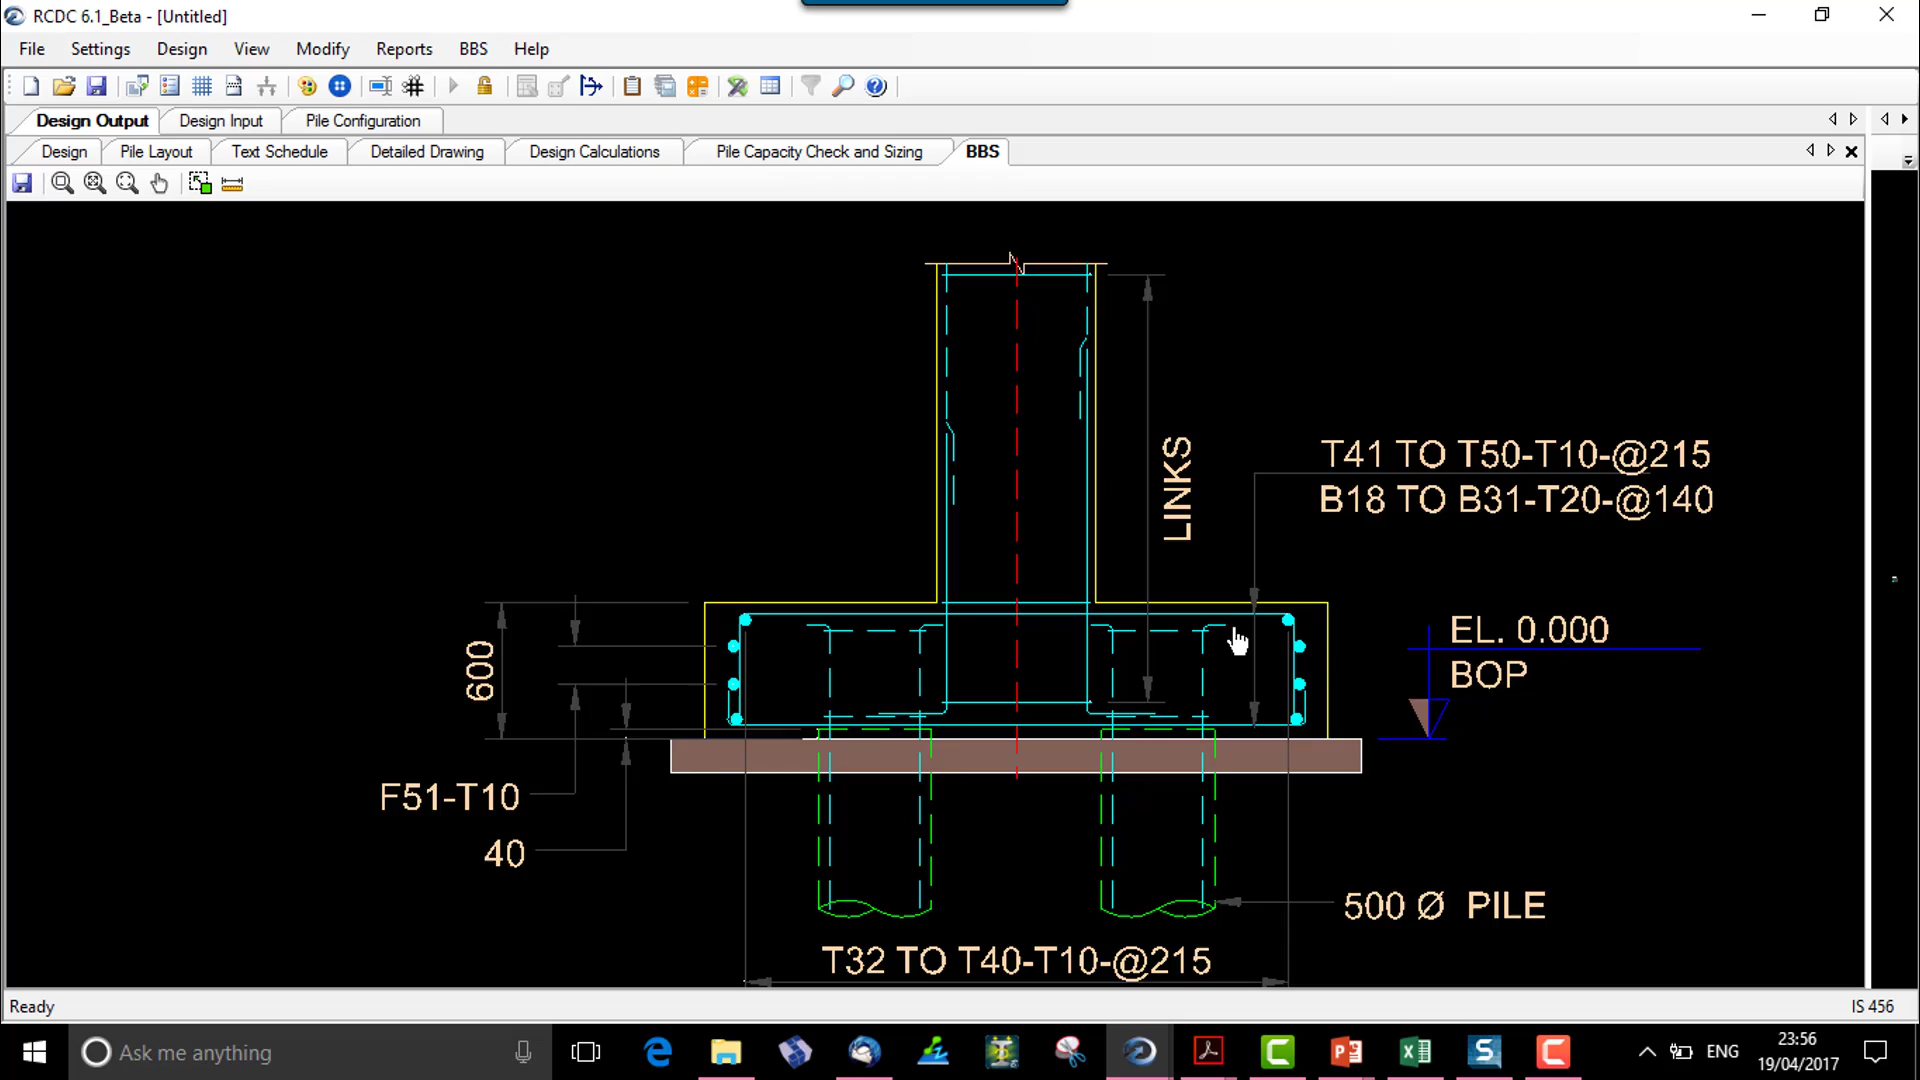 RCDC 6.1_Beta - [Untitled]
File Settings Design View Modify Reports BBS Help
Design Output Design Input Pile Configuration
Design Pile Layout Text Schedule Detailed Drawing Design Calculations Pile Capacity Check and Sizing BBS
LINKS
T41 TO T50-T10-@215
B18 TO B31-T20-@140
600
EL. 0.000
BOP
F51-T10
40
500 Ø PILE
T32 TO T40-T10-@215
Ready IS 456
Ask me anything
ENG
23:56
19/04/2017